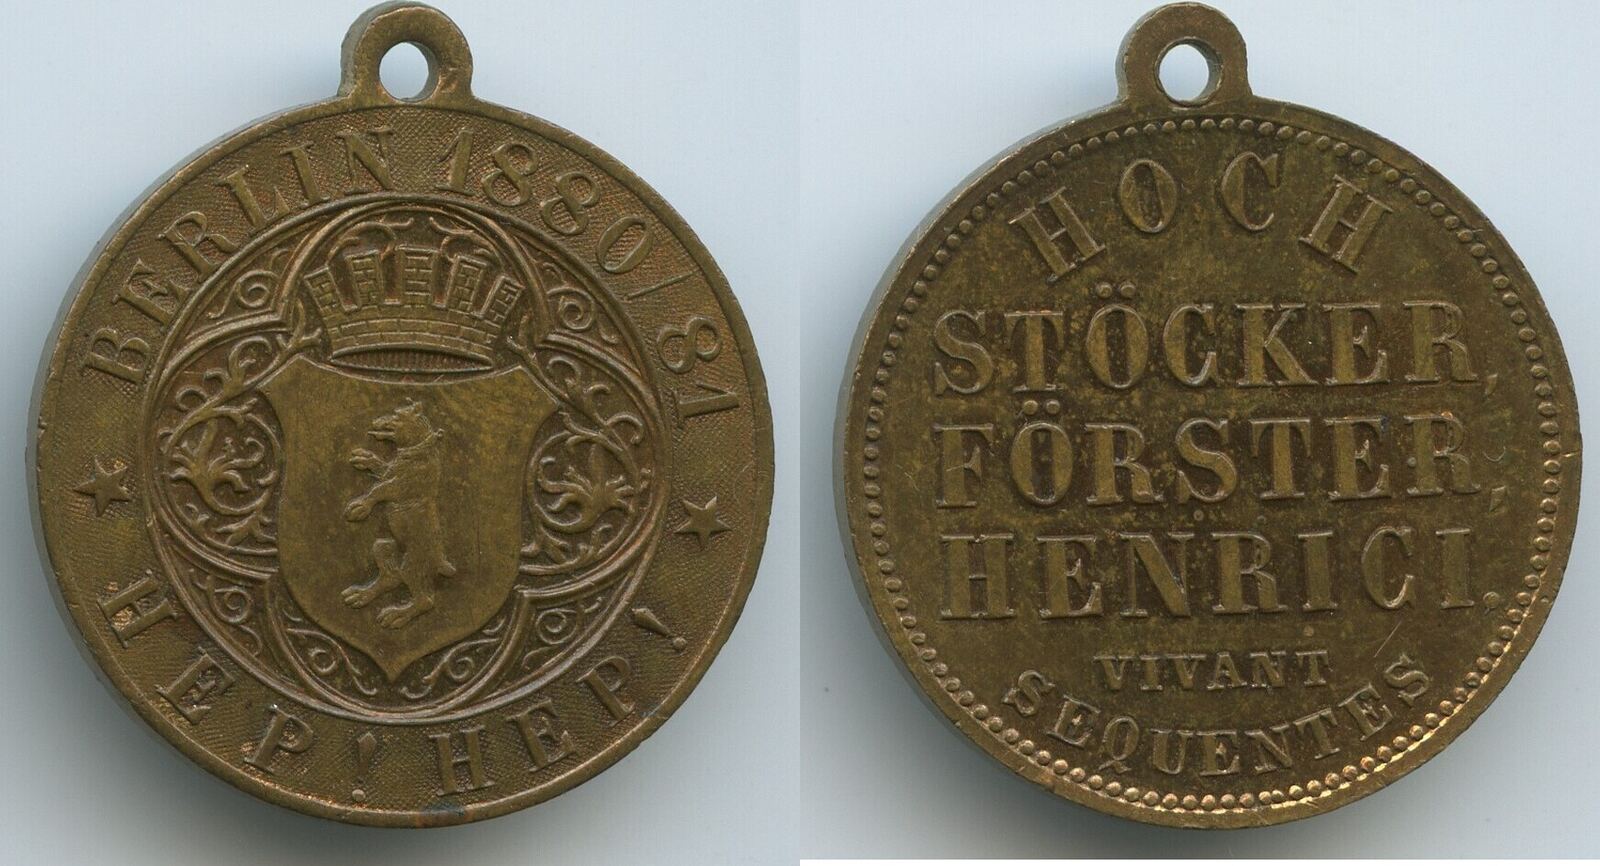 BERLIN 1880/81
HEP! HEP!
HOCH
STÖCKER,
FÖRSTER,
HENRICI.
VIVANT
SEQUENTES